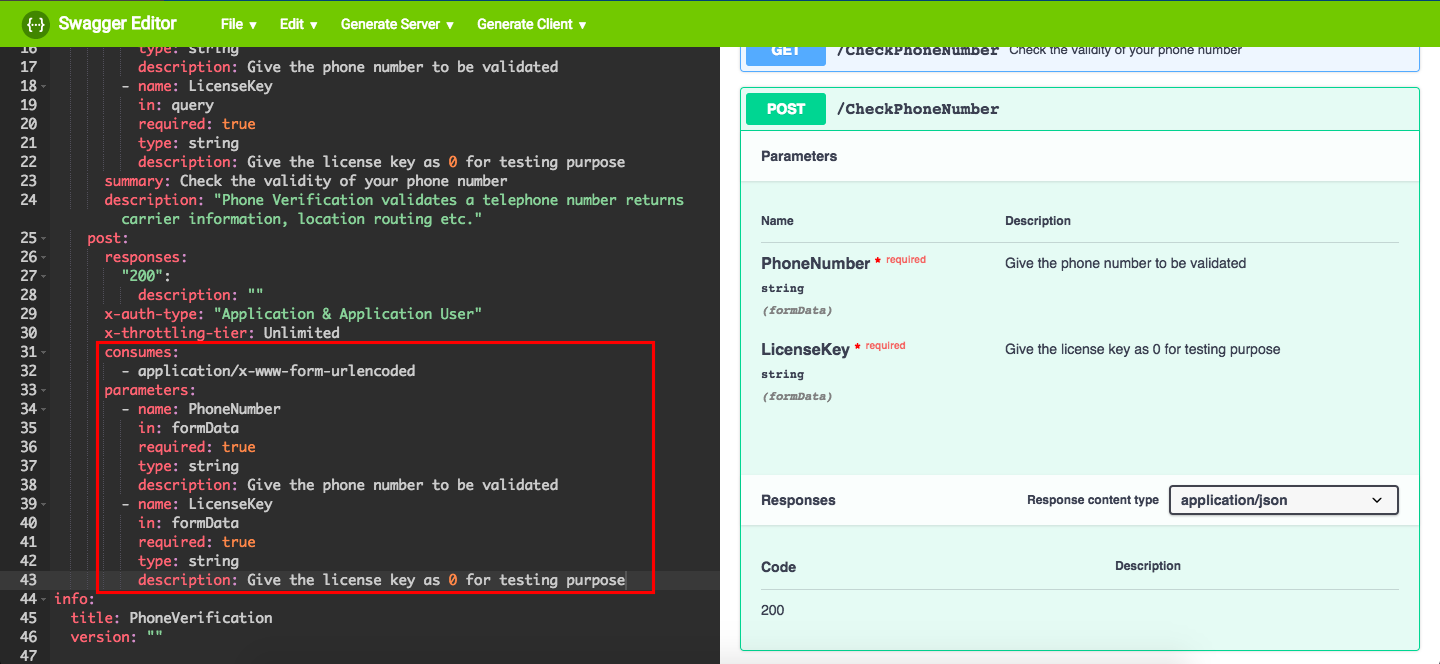 {···} Swagger Editor File ▼ Edit ▼ Generate Server ▼ Generate Client ▼
16 type: string
17 description: Give the phone number to be validated
18 - name: LicenseKey
19 in: query
20 required: true
21 type: string
22 description: Give the license key as 0 for testing purpose
23 summary: Check the validity of your phone number
24 description: "Phone Verification validates a telephone number returns
carrier information, location routing etc."
25 post:
26 responses:
27 "200":
28 description: ""
29 x-auth-type: "Application & Application User"
30 x-throttling-tier: Unlimited
31 consumes:
32 - application/x-www-form-urlencoded
33 parameters:
34 - name: PhoneNumber
35 in: formData
36 required: true
37 type: string
38 description: Give the phone number to be validated
39 - name: LicenseKey
40 in: formData
41 required: true
42 type: string
43 description: Give the license key as 0 for testing purpose
44 info:
45 title: PhoneVerification
46 version: ""
47
GET /CheckPhoneNumber Check the validity of your phone number
POST /CheckPhoneNumber
Parameters
Name Description
PhoneNumber * required Give the phone number to be validated
string
(formData)
LicenseKey * required Give the license key as 0 for testing purpose
string
(formData)
Responses Response content type application/json
Code Description
200